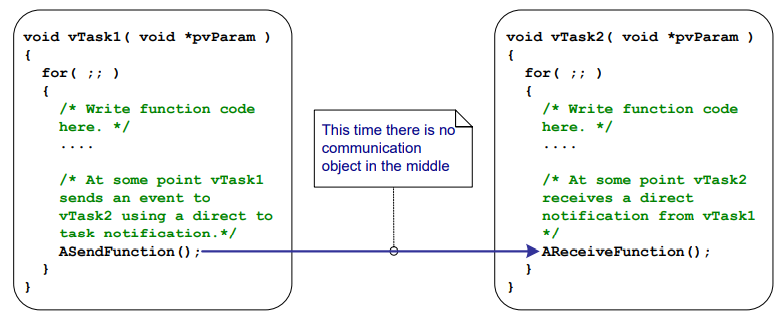 void vTask1( void *pvParam )
{
for( ;; )
{
/* Write function code
here. */
....
/* At some point vTask1
sends an event to
vTask2 using a direct to
task notification.*/
ASendFunction();
}
}
This time there is no
communication
object in the middle
void vTask2( void *pvParam )
{
for( ;; )
{
/* Write function code
here. */
....
/* At some point vTask2
receives a direct
notification from vTask1
*/
AReceiveFunction();
}
}